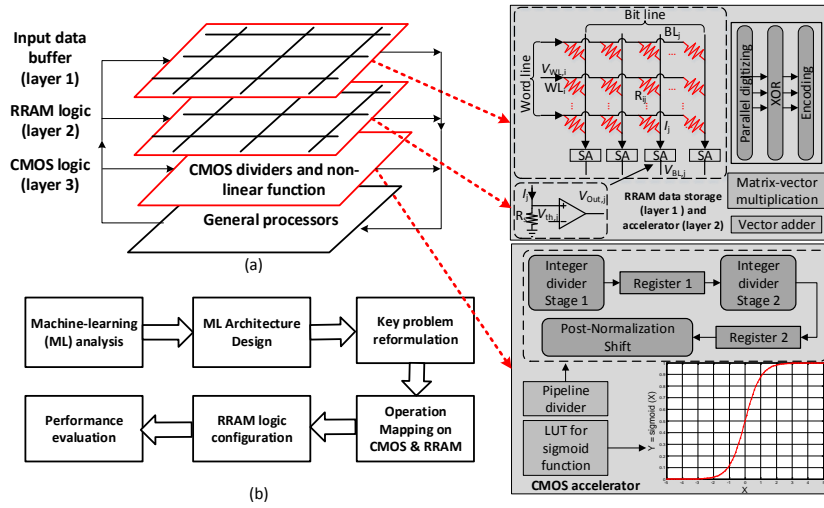 (a)
Input data
buffer
(layer 1)
RRAM logic
(layer 2)
CMOS logic
(layer 3)
CMOS dividers and non-
linear function
General processors
(a)
Bit line
BLj
Word line
VWL,i
WLi
Rij
Ij
SA
SA
SA
SA
VBL,j
Ij
Vth,j
VOut,j
RRAM data storage
(layer 1 ) and
accelerator (layer 2)
Parallel digitizing
XOR
Encoding
Matrix-vector
multiplication
Vector adder
Integer
divider
Stage 1
Register 1
Integer
divider
Stage 2
Post-Normalization
Shift
Register 2
Pipeline
divider
LUT for
sigmoid
function
CMOS accelerator
Y = sigmoid (X)
X
Machine-learning
(ML) analysis
ML Architecture
Design
Key problem
reformulation
Performance
evaluation
RRAM logic
configuration
Operation
Mapping on
CMOS & RRAM
(b)